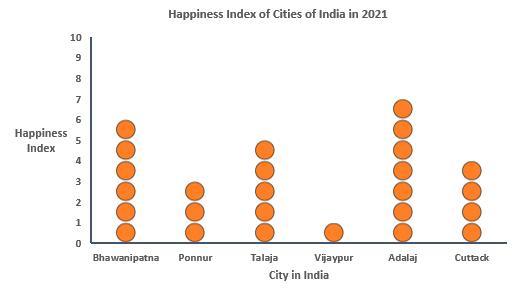 Happiness Index of Cities of India in 2021
10
9
8
7
6
5
4
3
2
1
0
Happiness
Index
Bhawanipatna Ponnur Talaja Vijaypur Adalaj Cuttack
City in India